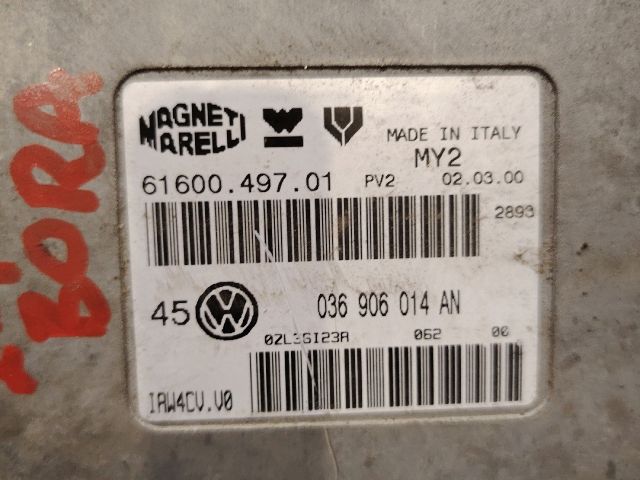 BORA
MAGNETI
MARELLI
MADE IN ITALY
MY2
61600.497.01 PV2 02.03.00
2893
45 036 906 014 AN
062 00
IAW4CV.V0